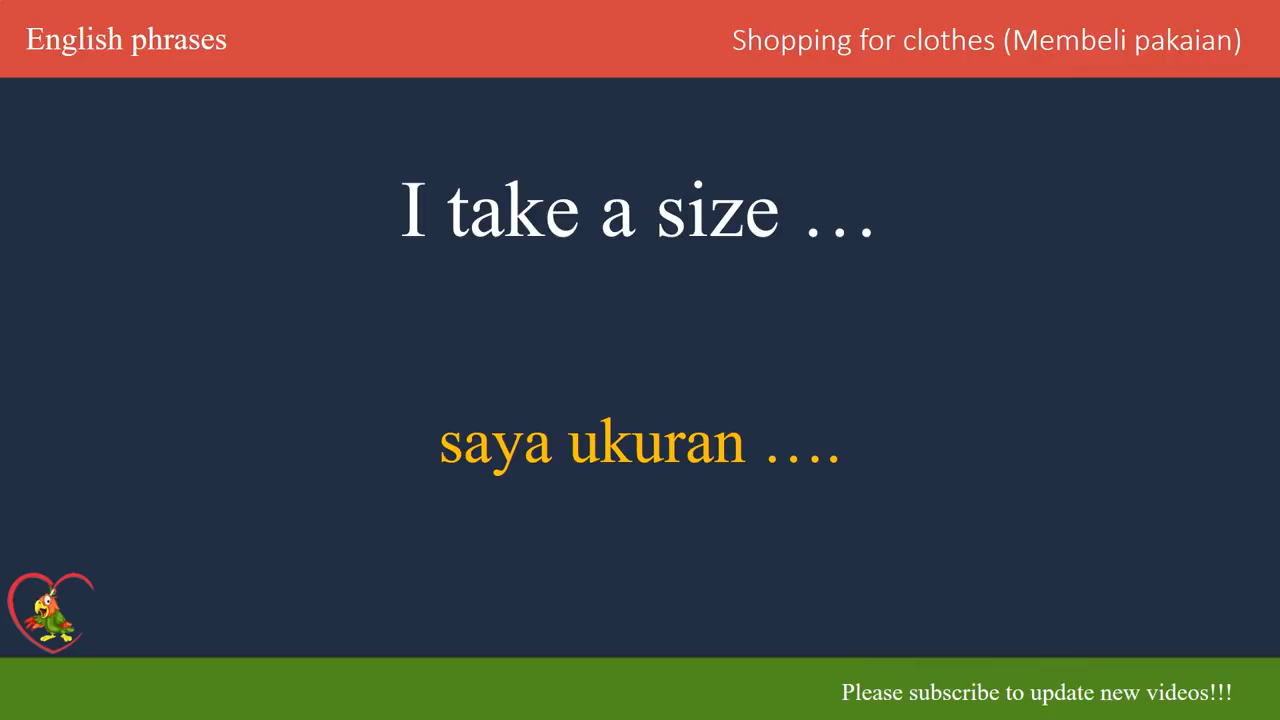 English phrases
Shopping for clothes (Membeli pakaian)
I take a size …
saya ukuran ….
Please subscribe to update new videos!!!